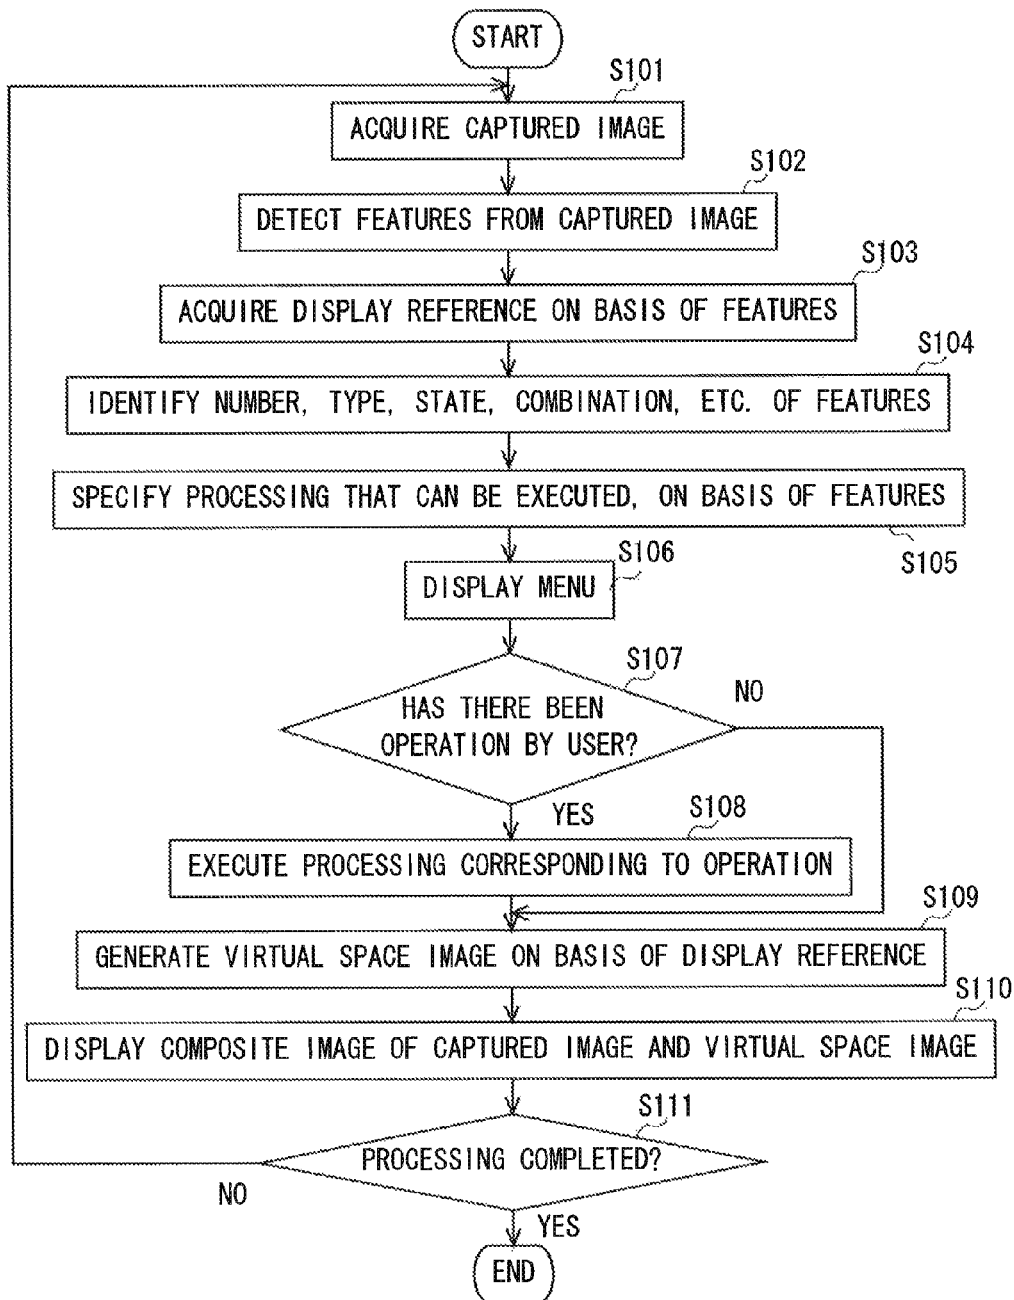 START
S101
ACQUIRE CAPTURED IMAGE
S102
DETECT FEATURES FROM CAPTURED IMAGE
S103
ACQUIRE DISPLAY REFERENCE ON BASIS OF FEATURES
S104
IDENTIFY NUMBER, TYPE, STATE, COMBINATION, ETC. OF FEATURES
SPECIFY PROCESSING THAT CAN BE EXECUTED, ON BASIS OF FEATURES
S105
S106
DISPLAY MENU
S107
NO
HAS THERE BEEN
OPERATION BY USER?
YES
S108
EXECUTE PROCESSING CORRESPONDING TO OPERATION
S109
GENERATE VIRTUAL SPACE IMAGE ON BASIS OF DISPLAY REFERENCE
S110
DISPLAY COMPOSITE IMAGE OF CAPTURED IMAGE AND VIRTUAL SPACE IMAGE
S111
PROCESSING COMPLETED?
NO
YES
END